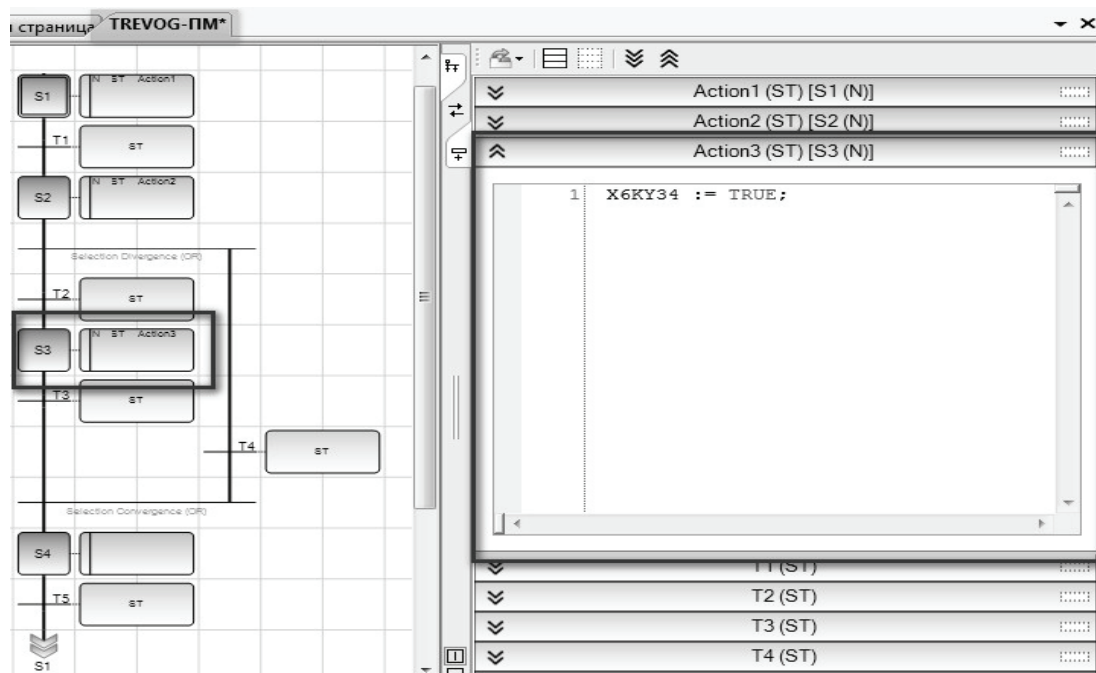 страница
TREVOG-ПМ*
S1
N ST Action1
T1
ST
S2
N ST Action2
Selection Divergence (OR)
T2
ST
S3
N ST Action3
T3
ST
T4
ST
Selection Convergence (OR)
S4
T5
ST
S1
Action1 (ST) [S1 (N)]
Action2 (ST) [S2 (N)]
Action3 (ST) [S3 (N)]
1 X6KY34 := TRUE;
T1 (ST)
T2 (ST)
T3 (ST)
T4 (ST)